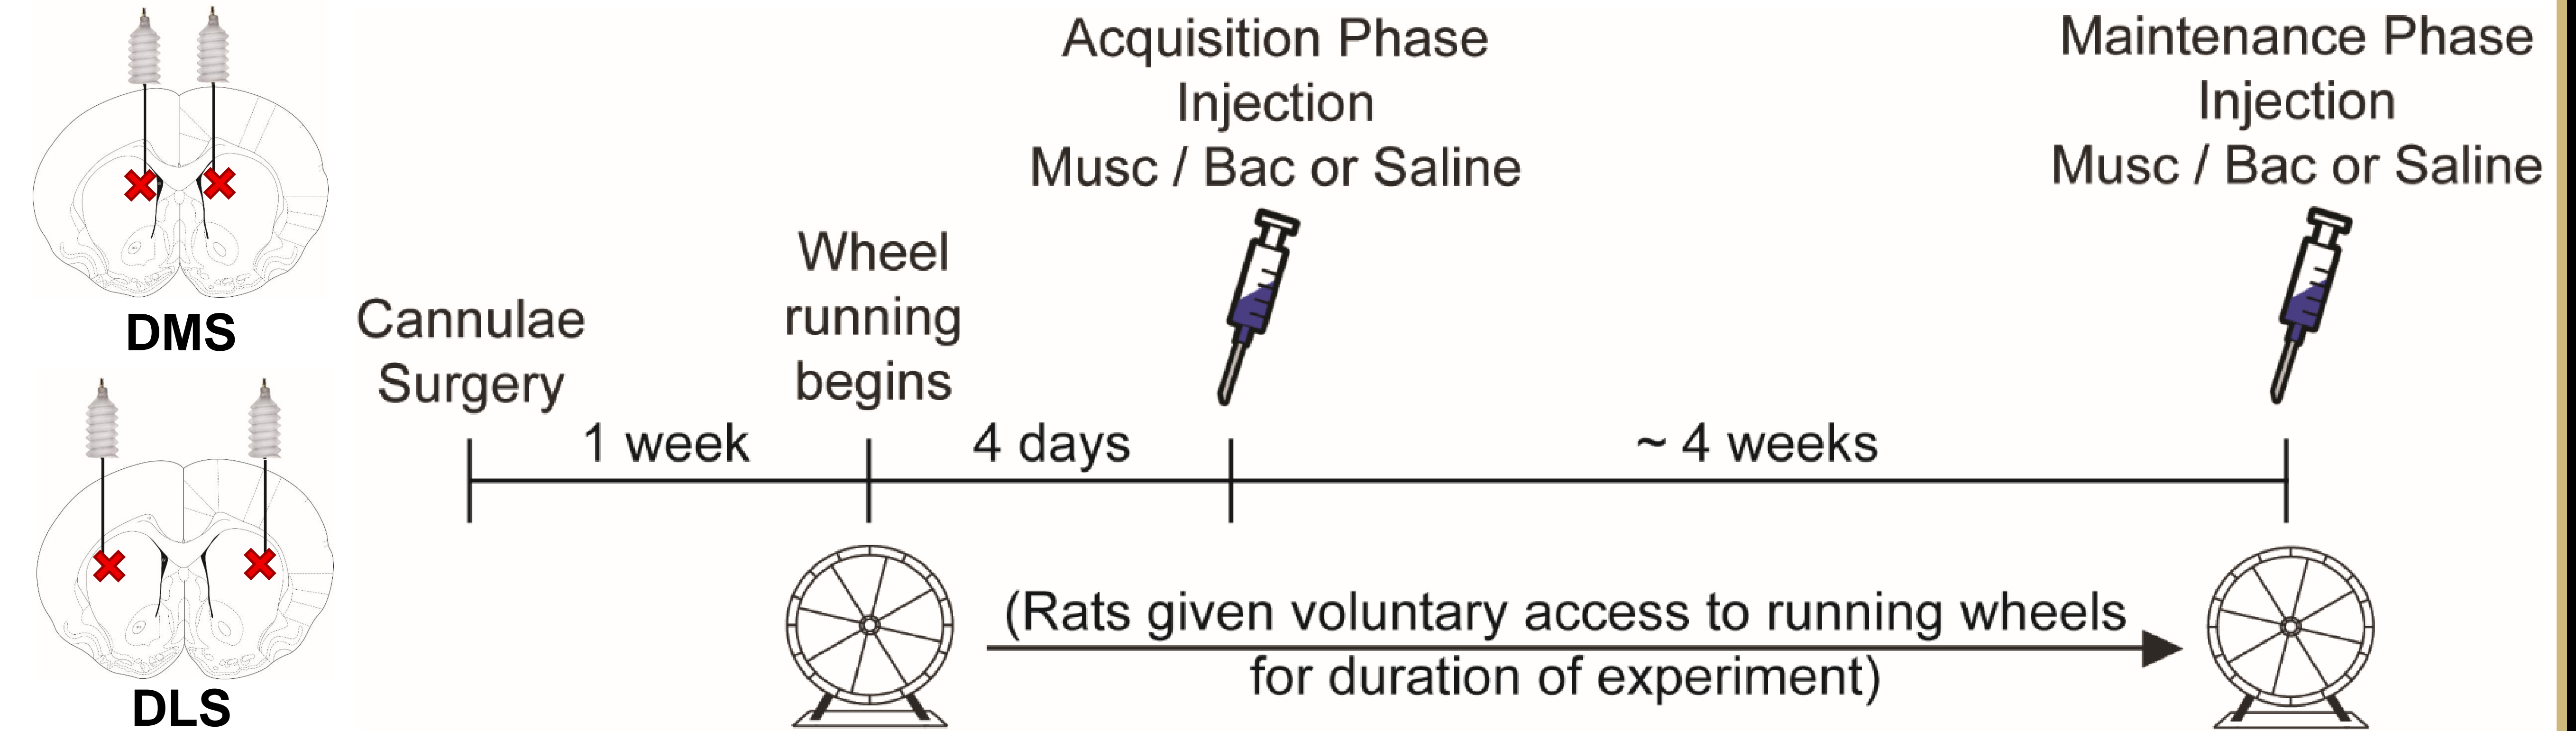 DMS
DLS
Cannulae
Surgery
1 week
Wheel
running
begins
4 days
Acquisition Phase
Injection
Musc / Bac or Saline
~ 4 weeks
Maintenance Phase
Injection
Musc / Bac or Saline
(Rats given voluntary access to running wheels
for duration of experiment)